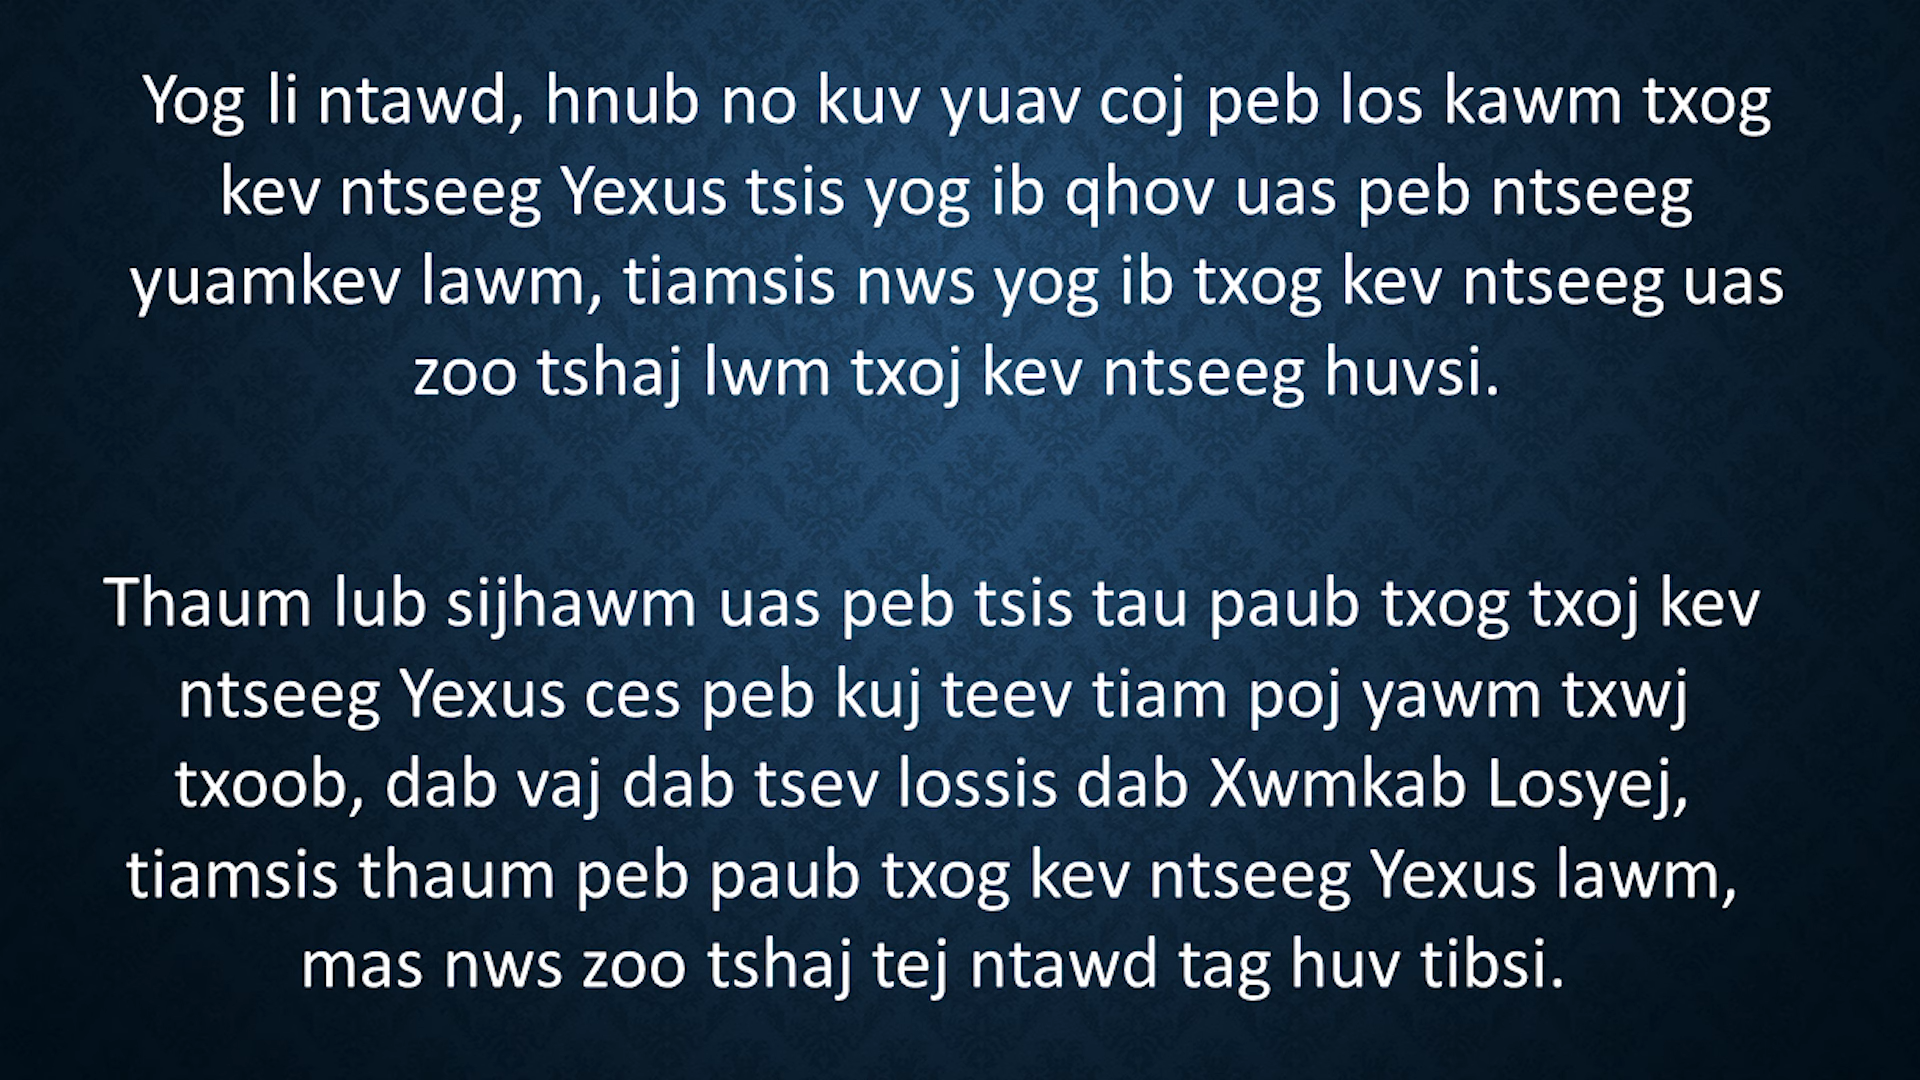 Yog li ntawd, hnub no kuv yuav coj peb los kawm txog
kev ntseeg Yexus tsis yog ib qhov uas peb ntseeg
yuamkev lawm, tiamsis nws yog ib txog kev ntseeg uas
zoo tshaj lwm txoj kev ntseeg huvsi.
Thaum lub sijhawm uas peb tsis tau paub txog txoj kev
ntseeg Yexus ces peb kuj teev tiam poj yawm txwj
txoob, dab vaj dab tsev lossis dab Xwmkab Losyej,
tiamsis thaum peb paub txog kev ntseeg Yexus lawm,
mas nws zoo tshaj tej ntawd tag huv tibsi.